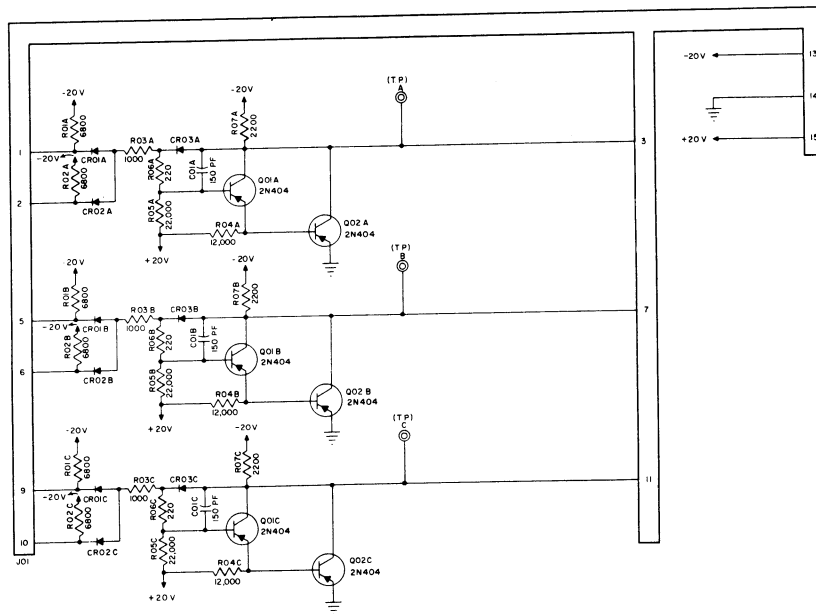 -20V
R01A
6800
1
-20V
CR01A
R02A
6800
2
CR02A
R03A
1000
CR03A
R06A
220
R05A
22,000
+20V
C01A
150 PF
-20V
R07A
2200
Q01A
2N404
R04A
12,000
Q02A
2N404
(TP)
A
3
-20V
13
14
+20V
15
-20V
R01B
6800
5
-20V
CR01B
R02B
6800
6
CR02B
R03B
1000
CR03B
R06B
220
R05B
22,000
+20V
C01B
150 PF
-20V
R07B
2200
Q01B
2N404
R04B
12,000
Q02B
2N404
(TP)
B
7
-20V
R01C
6800
9
-20V
CR01C
R02C
6800
10
CR02C
J01
R03C
1000
CR03C
R06C
220
R05C
22,000
+20V
C01C
150 PF
-20V
R07C
2200
Q01C
2N404
R04C
12,000
Q02C
2N404
(TP)
C
11